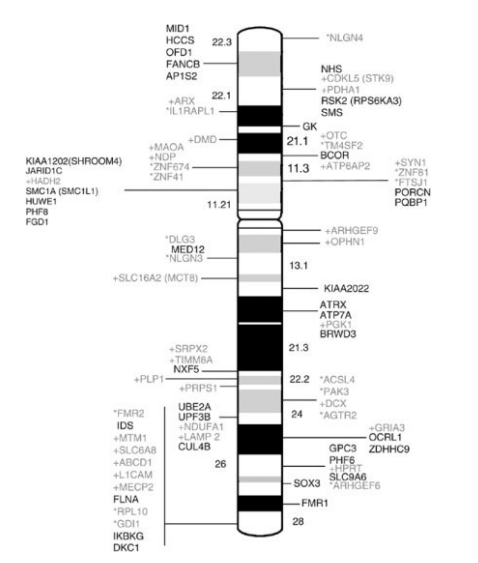 MID1
HCCS
OFD1
FANCB
AP1S2
22.3
*NLGN4
NHS
+CDKL5 (STK9)
+PDHA1
RSK2 (RPS6KA3)
SMS
22.1
+ARX
*IL1RAPL1
GK
+DMD
21.1
+OTC
*TM4SF2
BCOR
+ATP6AP2
+MAOA
+NDP
*ZNF674
*ZNF41
11.3
+SYN1
*ZNF81
*FTSJ1
PORCN
PQBP1
KIAA1202(SHROOM4)
JARID1C
+HADH2
SMC1A (SMC1L1)
HUWE1
PHF8
FGD1
11.21
+ARHGEF9
+OPHN1
*DLG3
MED12
*NLGN3
13.1
+SLC16A2 (MCT8)
KIAA2022
ATRX
ATP7A
+PGK1
BRWD3
21.3
+SRPX2
+TIMM8A
NXF5
+PLP1
+PRPS1
22.2
*ACSL4
*PAK3
+DCX
*AGTR2
24
UBE2A
UPF3B
+NDUFA1
+LAMP 2
CUL4B
+GRIA3
OCRL1
ZDHHC9
*FMR2
IDS
+MTM1
+SLC6A8
+ABCD1
+L1CAM
+MECP2
FLNA
*RPL10
*GDI1
IKBKG
DKC1
26
GPC3
PHF6
+HPRT
SLC9A6
*ARHGEF6
SOX3
FMR1
28